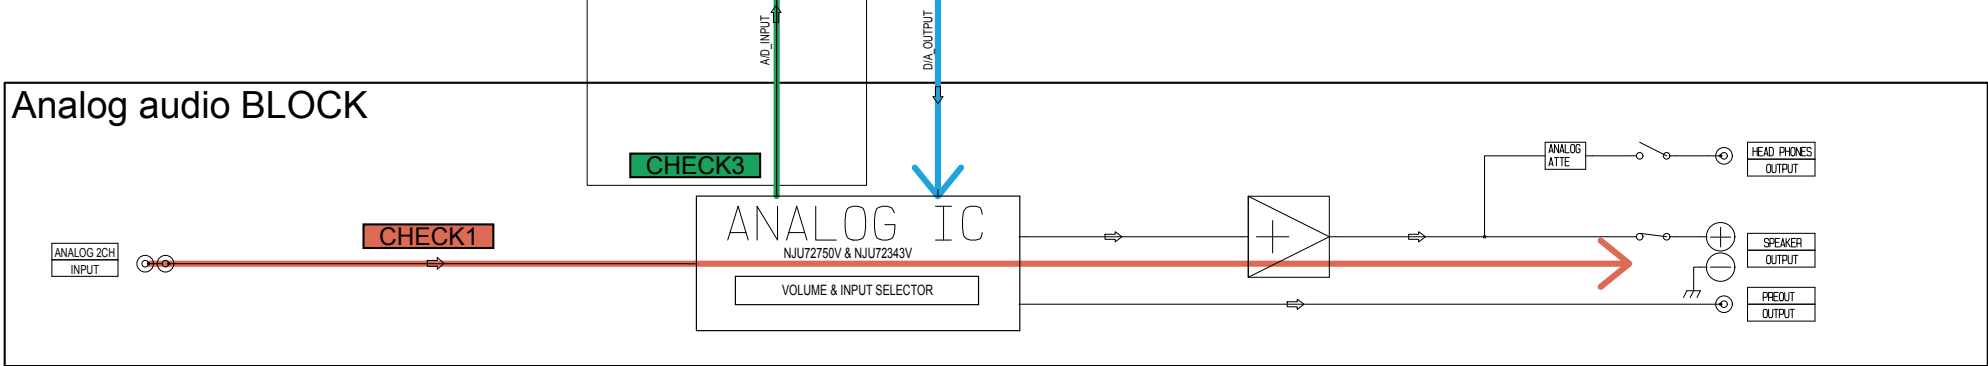 A/D_INPUT
D/A_OUTPUT
Analog audio BLOCK
CHECK3
CHECK1
ANALOG 2CH
INPUT
ANALOG IC
NJU72750V & NJU72343V
VOLUME & INPUT SELECTOR
ANALOG
ATTE
HEAD PHONES
OUTPUT
SPEAKER
OUTPUT
PREOUT
OUTPUT